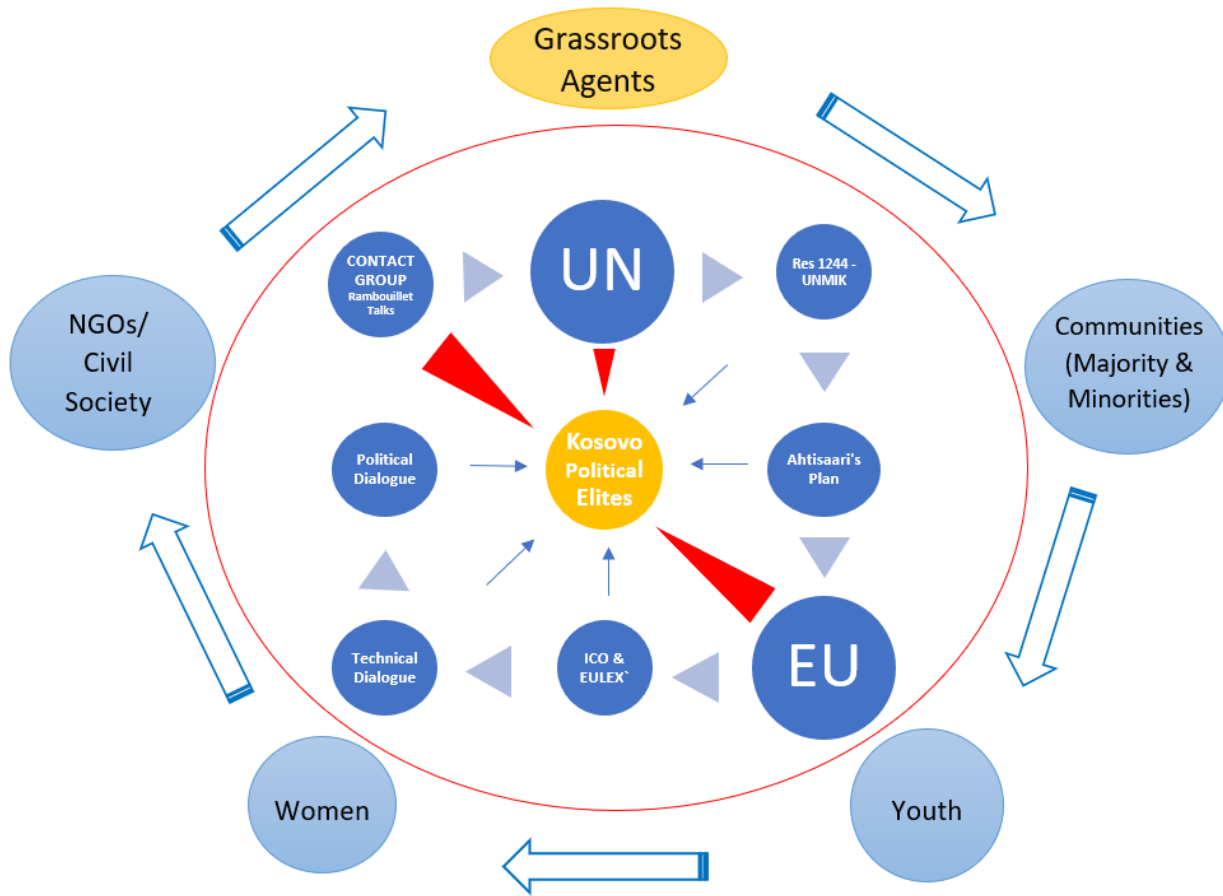 Grassroots
Agents
CONTACT
GROUP
Rambouillet
Talks
UN
Res 1244 -
UNMIK
NGOs/
Civil
Society
Communities
(Majority &
Minorities)
Political
Dialogue
Kosovo
Political
Elites
Ahtisaari's
Plan
Technical
Dialogue
ICO &
EULEX`
EU
Women
Youth